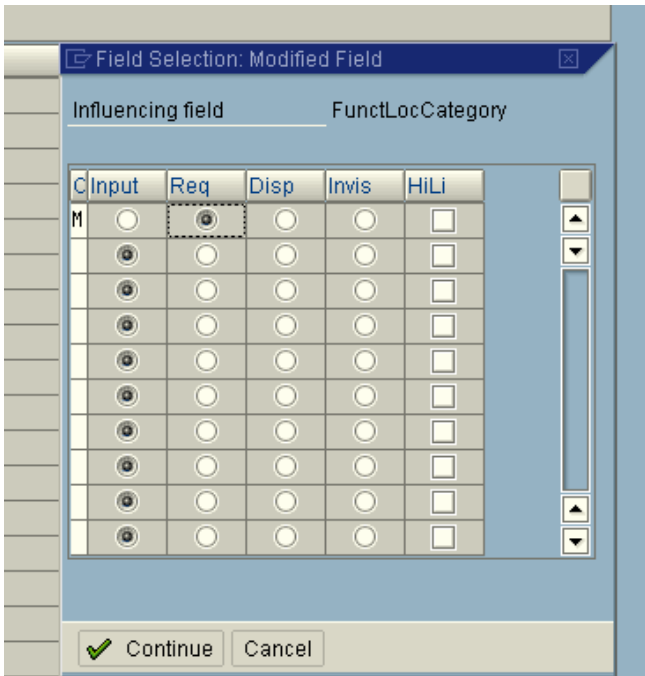 Field Selection: Modified Field
Influencing field FunctLocCategory
C Input Req Disp Invis HiLi
M
Continue Cancel